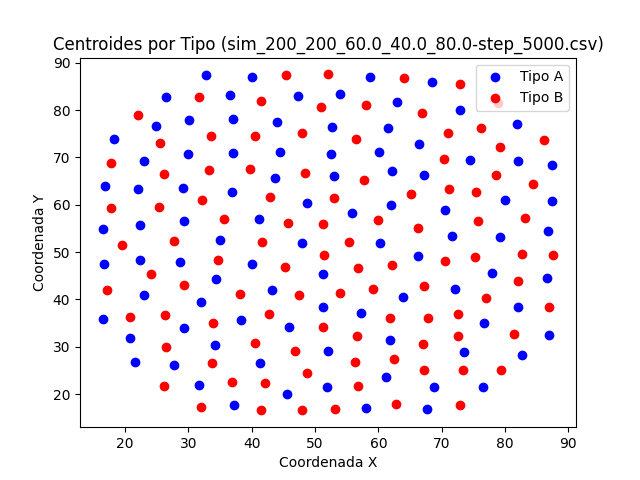 Centroides por Tipo (sim_200_200_60.0_40.0_80.0-step_5000.csv)
Tipo A
Tipo B
90
80
70
60
50
40
30
20
Coordenada Y
20 30 40 50 60 70 80 90
Coordenada X